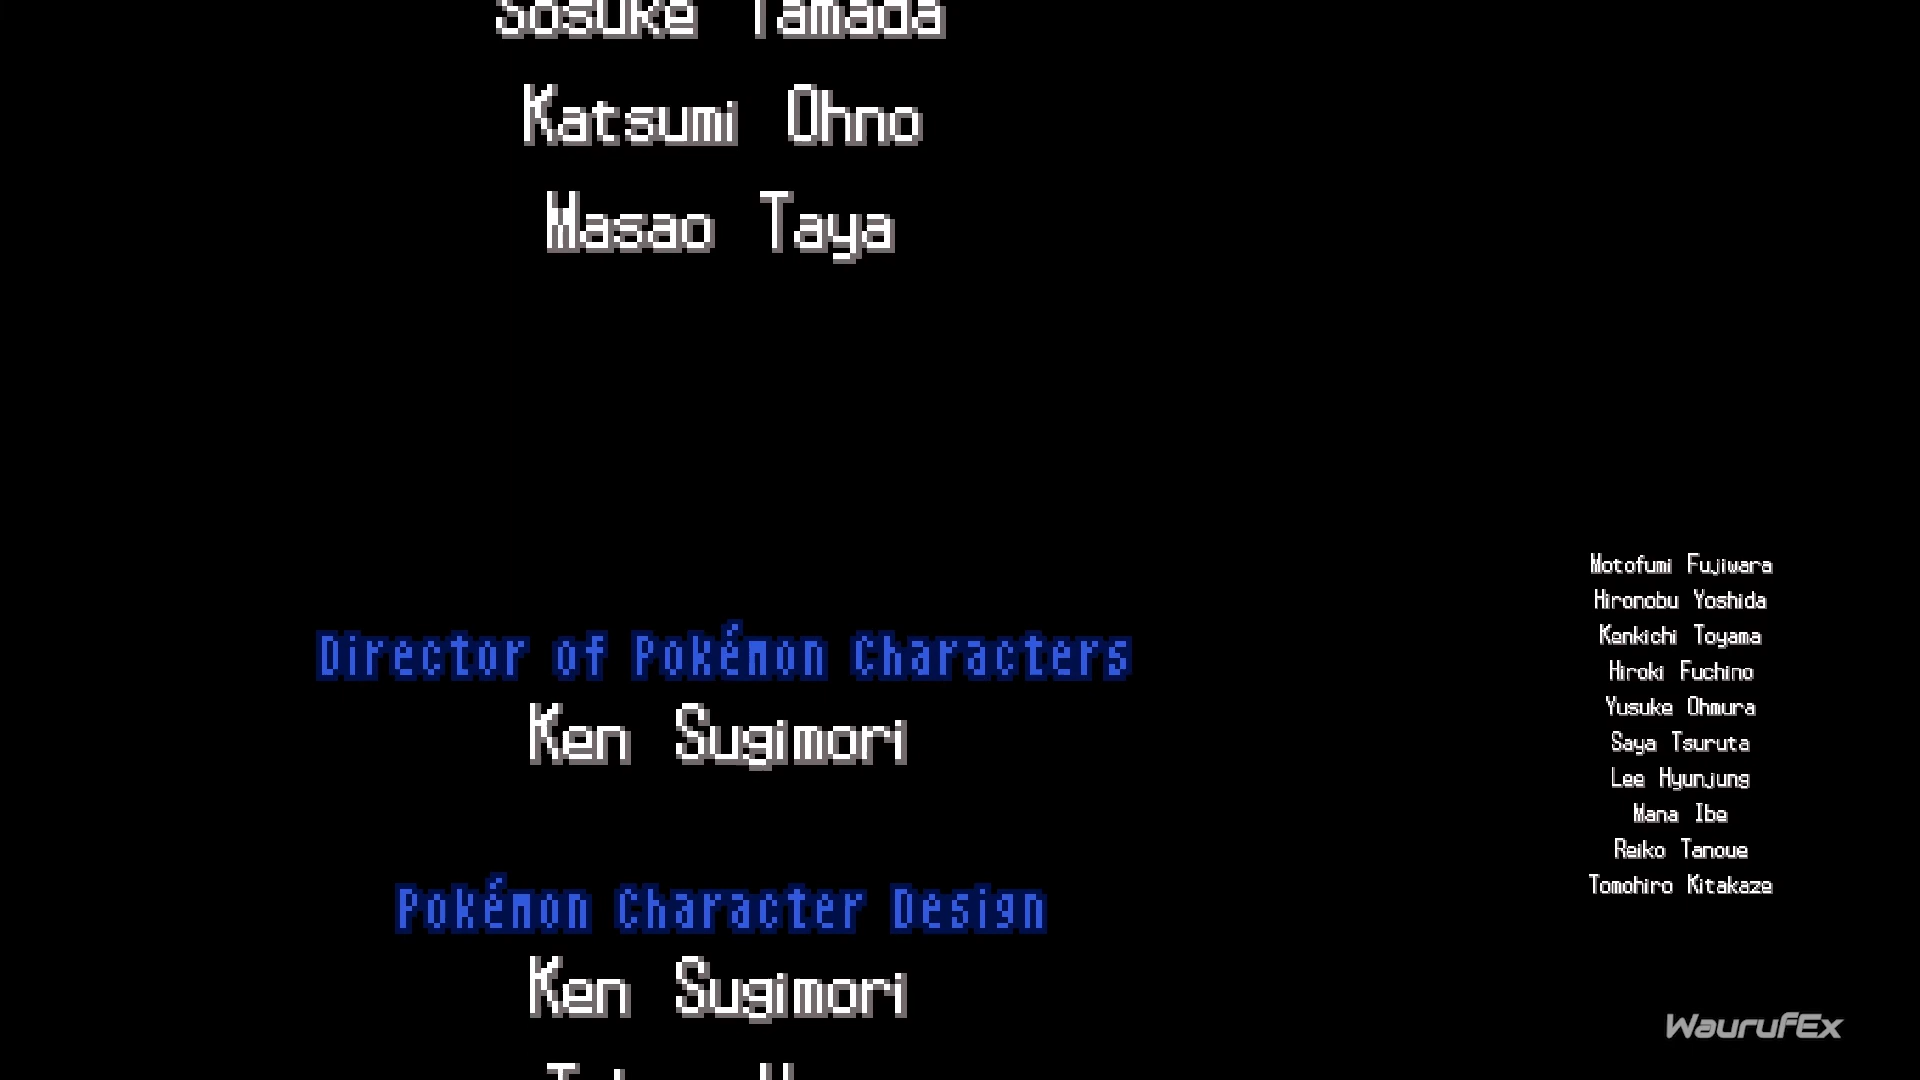 Sosuke Tamada
Katsumi Ohno
Masao Taya
Director of Pokémon Characters
Ken Sugimori
Pokémon Character Design
Ken Sugimori
Motofumi Fujiwara
Hironobu Yoshida
Kenkichi Toyama
Hiroki Fuchino
Yusuke Ohmura
Saya Tsuruta
Lee Hyunjung
Mana Ibe
Reiko Tanoue
Tomohiro Kitakaze
WaurufEx